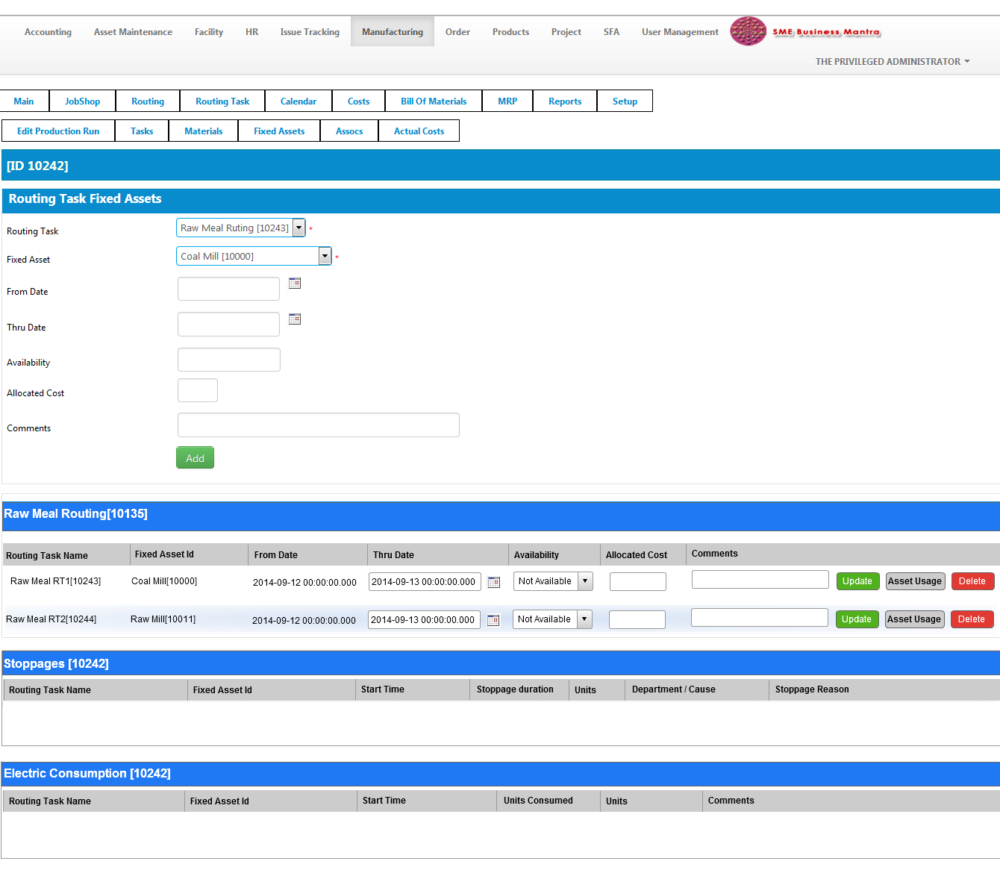 Accounting Asset Maintenance Facility HR Issue Tracking Manufacturing Order Products Project SFA User Management SME Business Mantra
THE PRIVILEGED ADMINISTRATOR
Main JobShop Routing Routing Task Calendar Costs Bill Of Materials MRP Reports Setup
Edit Production Run Tasks Materials Fixed Assets Assocs Actual Costs
[ID 10242]
Routing Task Fixed Assets
Routing Task Raw Meal Ruting [10243] *
Fixed Asset Coal Mill [10000] *
From Date
Thru Date
Availability
Allocated Cost
Comments
Add
Raw Meal Routing[10135]
Routing Task Name Fixed Asset Id From Date Thru Date Availability Allocated Cost Comments
Raw Meal RT1[10243] Coal Mill[10000] 2014-09-12 00:00:00.000 2014-09-13 00:00:00.000 Not Available Update Asset Usage Delete
Raw Meal RT2[10244] Raw Mill[10011] 2014-09-12 00:00:00.000 2014-09-13 00:00:00.000 Not Available Update Asset Usage Delete
Stoppages [10242]
Routing Task Name Fixed Asset Id Start Time Stoppage duration Units Department / Cause Stoppage Reason
Electric Consumption [10242]
Routing Task Name Fixed Asset Id Start Time Units Consumed Units Comments